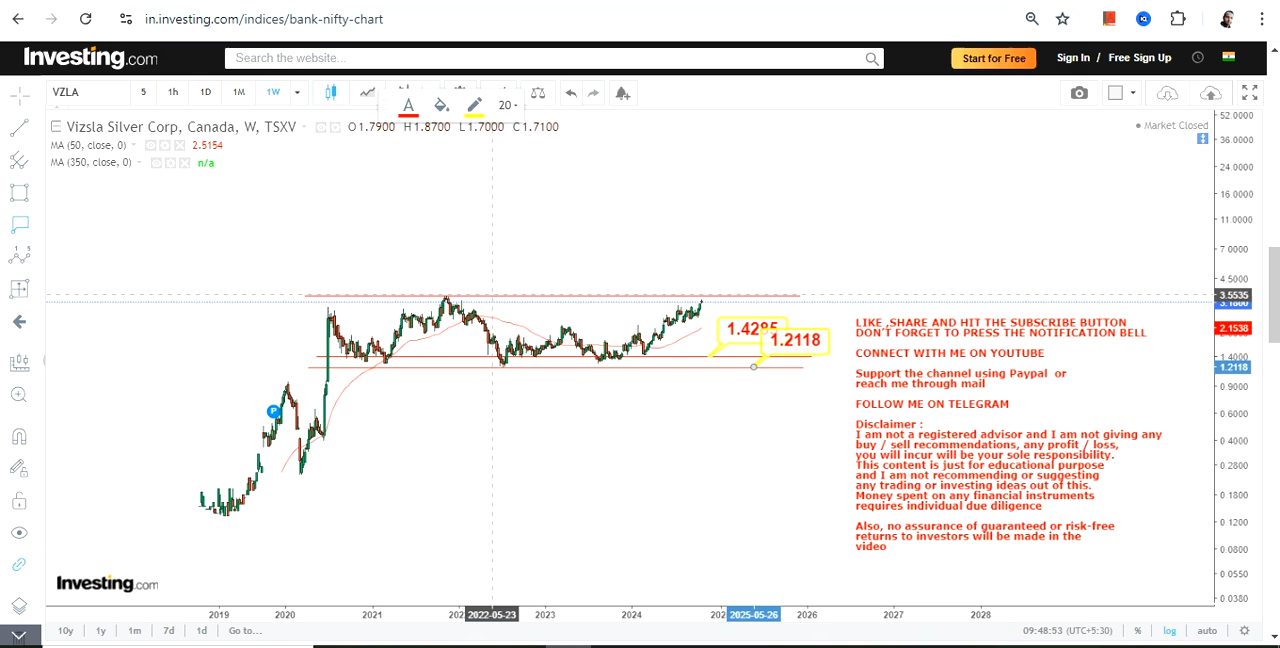 in.investing.com/indices/bank-nifty-chart
Investing.com
Search the website...
Start for Free
Sign In / Free Sign Up
VZLA
5 1h 1D 1M 1W
20
Vizsla Silver Corp, Canada, W, TSXV
O1.7900 H1.8700 L1.7000 C1.7100
Market Closed
MA (50, close, 0) 2.5154
MA (350, close, 0) n/a
52.0000
36.0000
24.0000
16.0000
11.0000
7.0000
4.5000
3.5535
2.1538
1.4000
1.2118
0.9000
0.6000
0.4000
0.2800
0.1800
0.1200
0.0800
0.0550
0.0380
1.4285
1.2118
P
LIKE ,SHARE AND HIT THE SUBSCRIBE BUTTON
DON'T FORGET TO PRESS THE NOTIFICATION BELL
CONNECT WITH ME ON YOUTUBE
Support the channel using Paypal or
reach me through mail
FOLLOW ME ON TELEGRAM
Disclaimer :
I am not a registered advisor and I am not giving any
buy / sell recommendations, any profit / loss,
you will incur will be your sole responsibility.
This content is just for educational purpose
and I am not recommending or suggesting
any trading or investing ideas out of this.
Money spent on any financial instruments
requires individual due diligence
Also, no assurance of guaranteed or risk-free
returns to investors will be made in the
video
Investing.com
2019 2020 2021 2022-05-23 2023 2024 2025-05-26 2026 2027 2028
10y 1y 1m 7d 1d Go to...
09:48:53 (UTC+5:30) % log auto